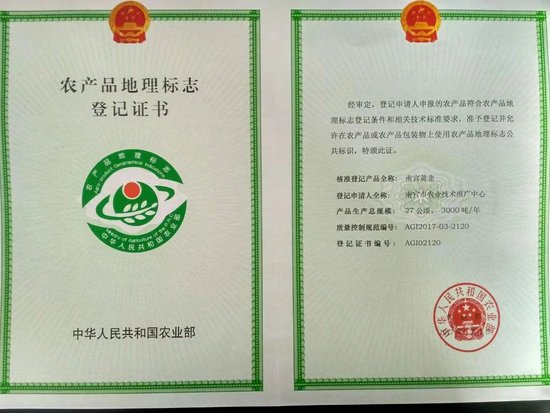 农产品地理标志
登记证书
农产品地理标志
Agro-product Geographical Indications
Ministry of Agriculture of the P.R.C
中华人民共和国农业部
中华人民共和国农业部
经审定，登记申请人申报的农产品符合农产品地
理标志登记条件和相关技术标准要求，准予登记并允
许在农产品或农产品包装物上使用农产品地理标志公
共标识，特颁此证。
核准登记产品全称：南宫黄韭
登记申请人全称：南宫市农业技术推广中心
产品生产总规模：27公顷，3000吨/年
质量控制规范编号：AGI2017-03-2120
登记证书编号：AGI02120
中华人民共和国农业部